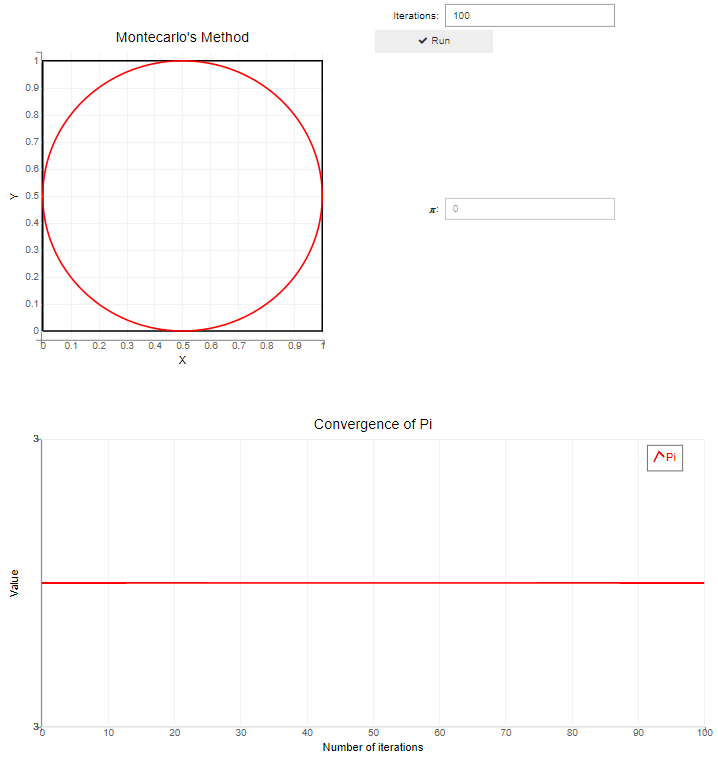 Iterations: 100
✔ Run
Montecarlo's Method
1
0.9
0.8
0.7
0.6
0.5
0.4
0.3
0.2
0.1
0
Y
0 0.1 0.2 0.3 0.4 0.5 0.6 0.7 0.8 0.9 1
X
π: 0
Convergence of Pi
3
Pi
Value
3
0 10 20 30 40 50 60 70 80 90 100
Number of iterations